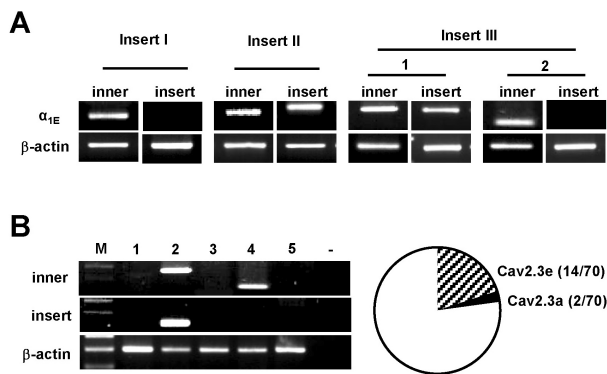 A
Insert I
Insert II
Insert III
1
2
inner insert inner insert inner insert inner insert
α1E
β-actin
B
M 1 2 3 4 5 -
inner
insert
β-actin
Cav2.3e (14/70)
Cav2.3a (2/70)